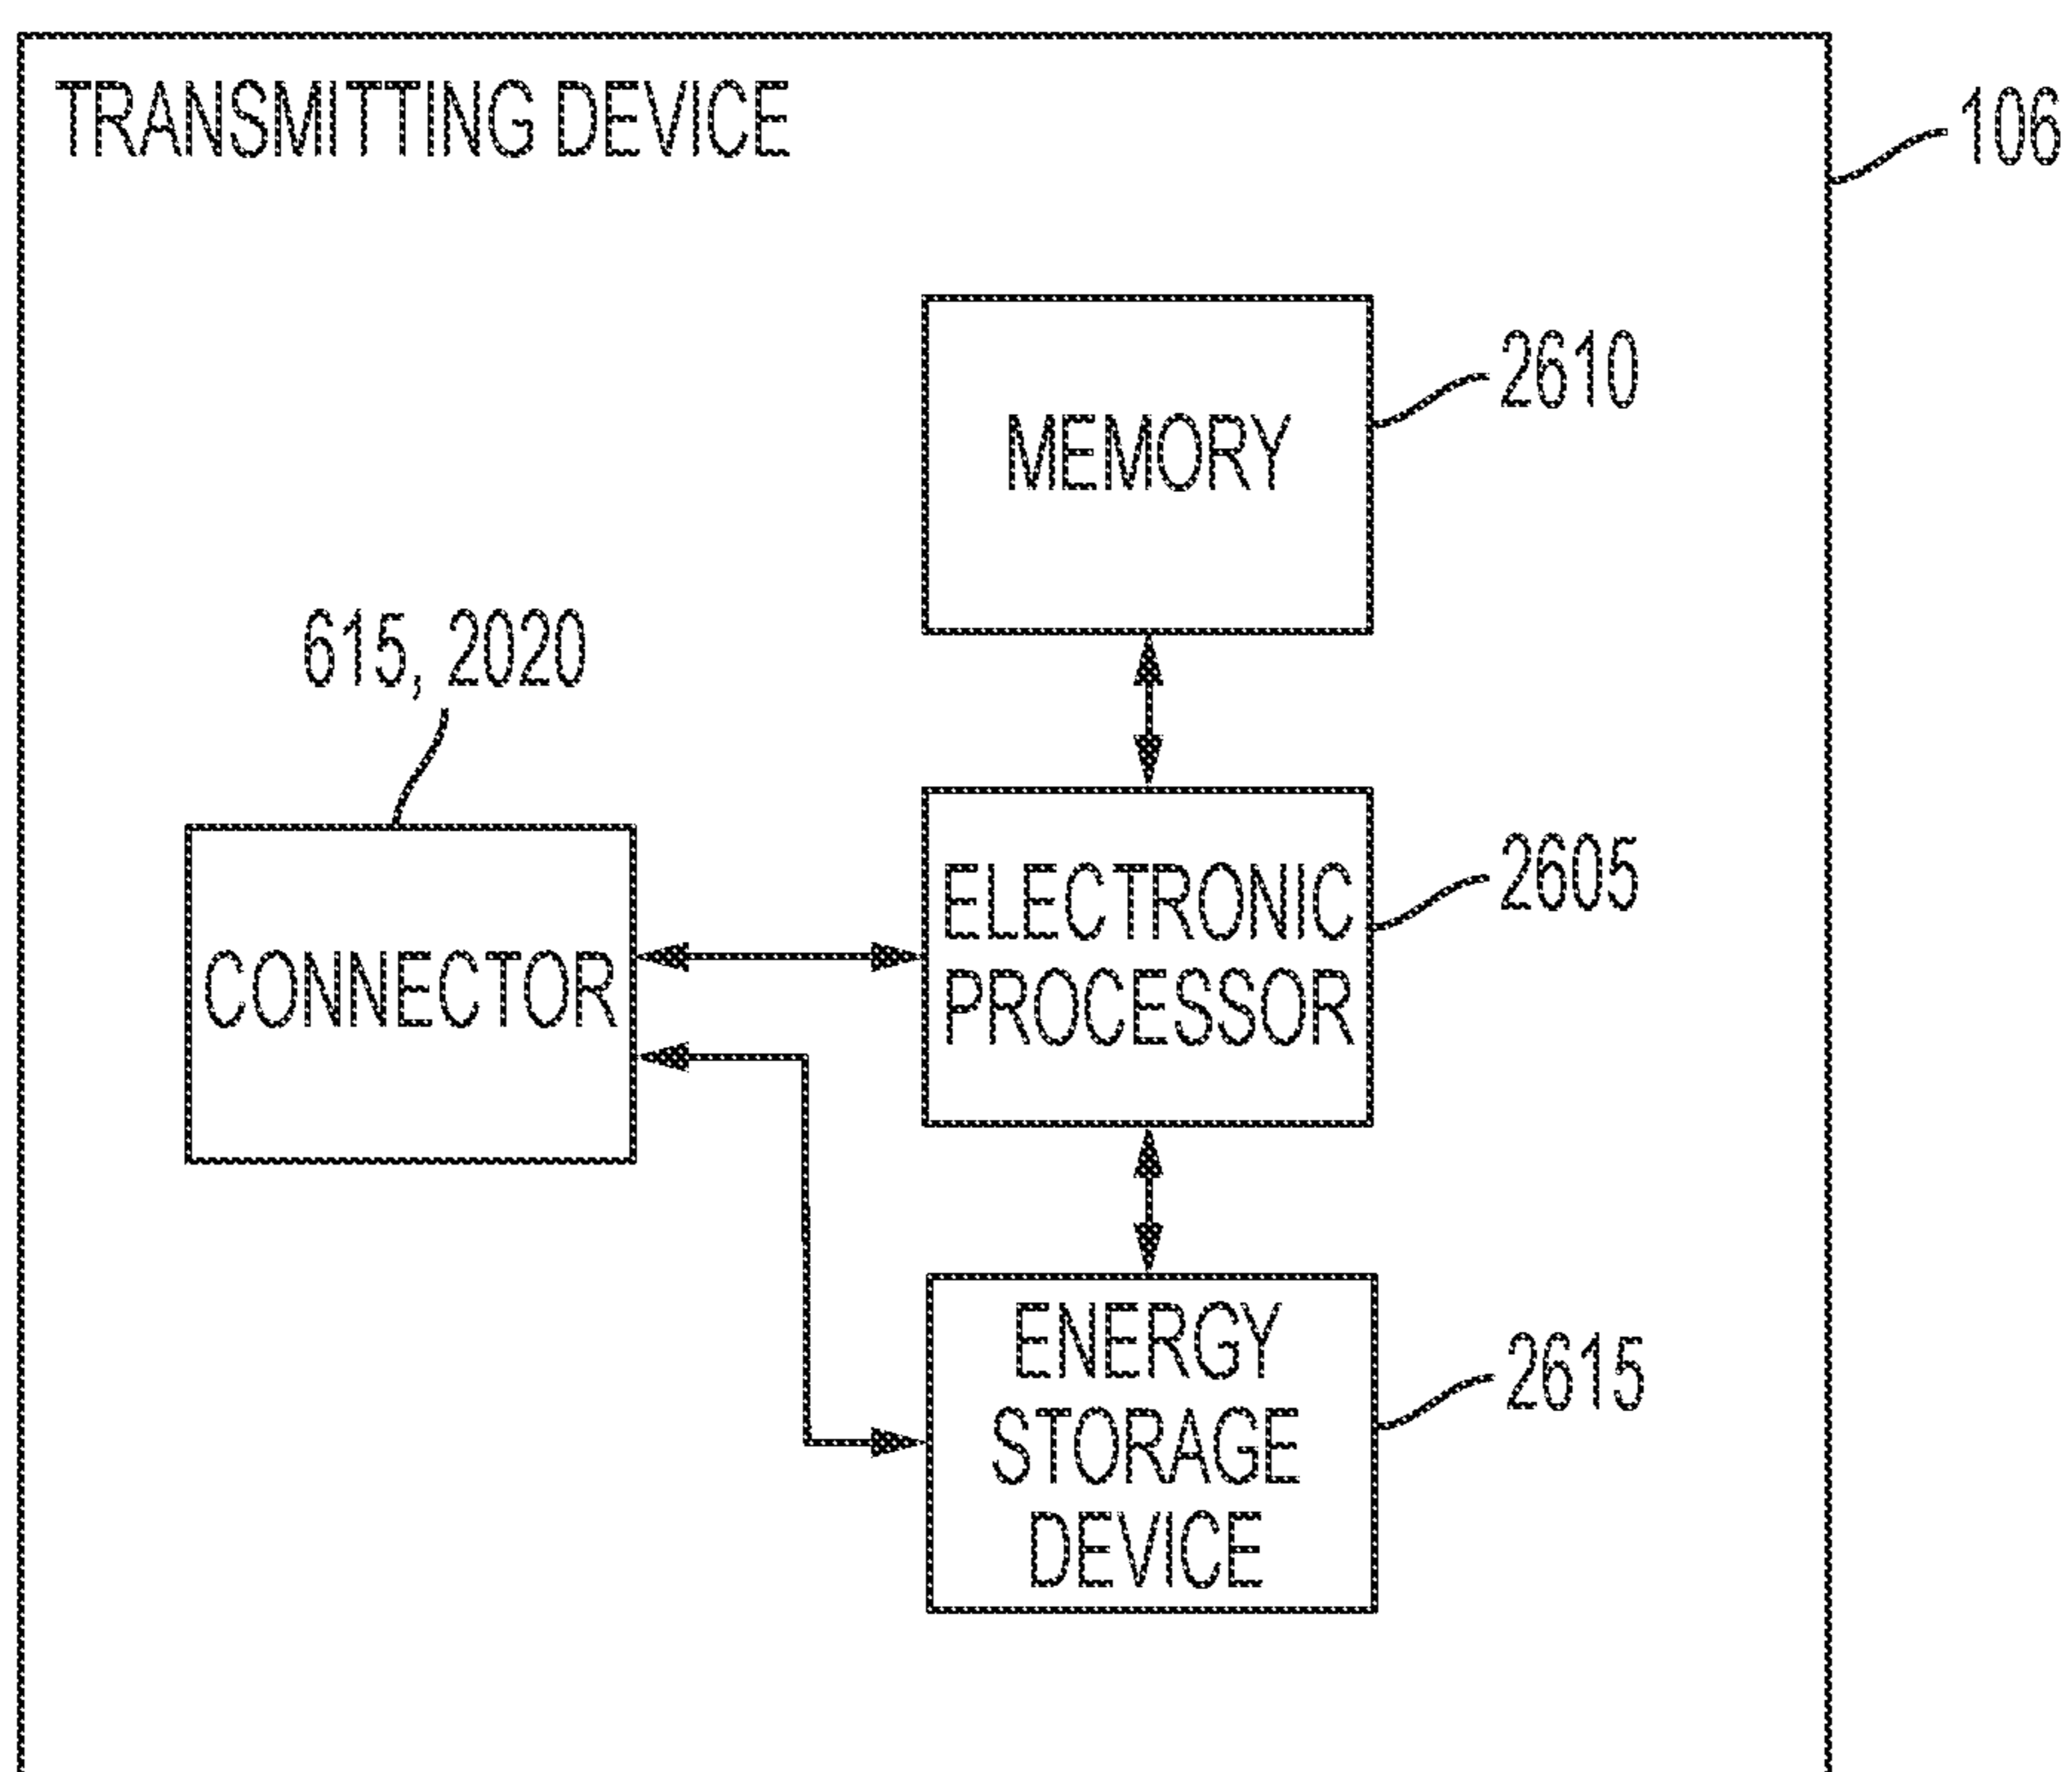 TRANSMITTING DEVICE
106
MEMORY
2610
615, 2020
CONNECTOR
ELECTRONIC
PROCESSOR
2605
ENERGY
STORAGE
DEVICE
2615